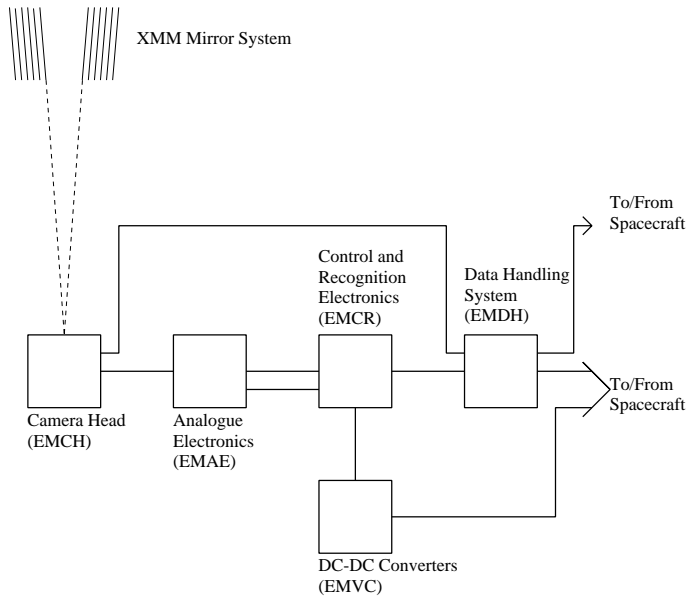 XMM Mirror System
To/From
Spacecraft
Control and
Recognition
Electronics
(EMCR)
Data Handling
System
(EMDH)
To/From
Spacecraft
Camera Head
(EMCH)
Analogue
Electronics
(EMAE)
DC-DC Converters
(EMVC)